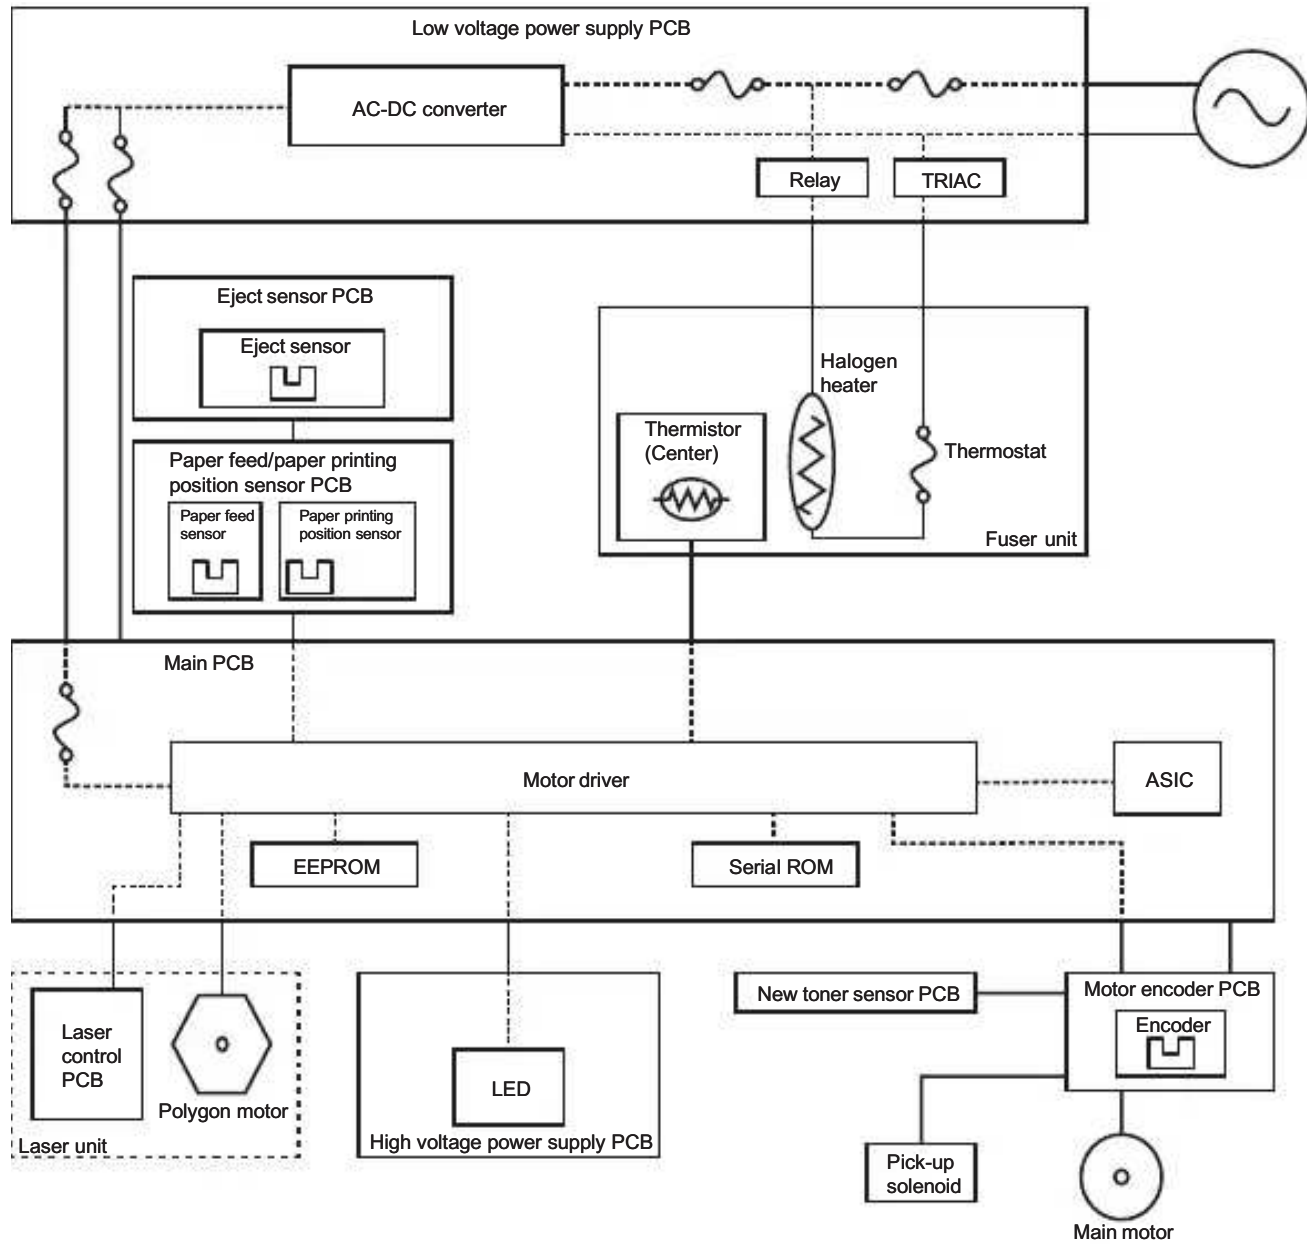 Low voltage power supply PCB
AC-DC converter
Relay
TRIAC
Eject sensor PCB
Eject sensor
Paper feed/paper printing
position sensor PCB
Paper feed
sensor
Paper printing
position sensor
Halogen
heater
Thermistor
(Center)
Thermostat
Fuser unit
Main PCB
Motor driver
ASIC
EEPROM
Serial ROM
Laser
control
PCB
Polygon motor
Laser unit
LED
High voltage power supply PCB
New toner sensor PCB
Motor encoder PCB
Encoder
Pick-up
solenoid
Main motor